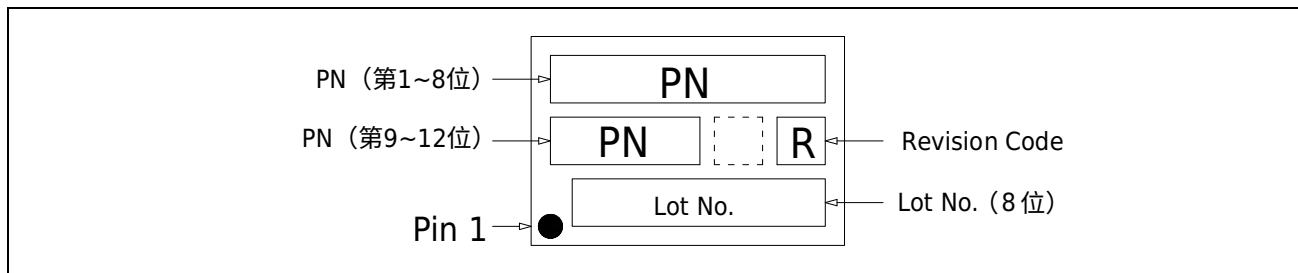 PN（第1~8位）
PN
PN（第9~12位）
PN
R
Revision Code
Lot No.
Lot No.（8 位）
Pin 1